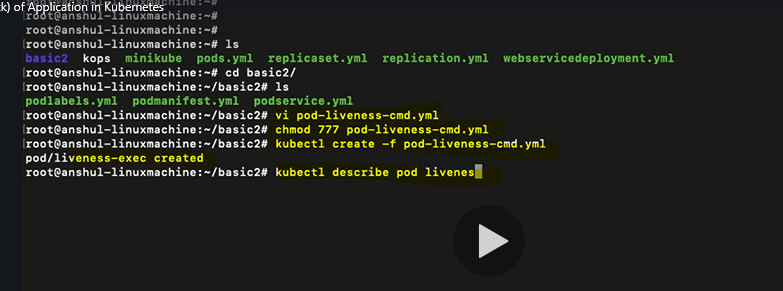 k) of Application in Kubernetes
root@anshul-linuxmachine:~#
[root@anshul-linuxmachine:~#
[root@anshul-linuxmachine:~#
[root@anshul-linuxmachine:~# ls
basic2 kops minikube pods.yml replicaset.yml replication.yml webservicedeployment.yml
[root@anshul-linuxmachine:~# cd basic2/
[root@anshul-linuxmachine:~/basic2# ls
podlabels.yml podmanifest.yml podservice.yml
[root@anshul-linuxmachine:~/basic2# vi pod-liveness-cmd.yml
[root@anshul-linuxmachine:~/basic2# chmod 777 pod-liveness-cmd.yml
[root@anshul-linuxmachine:~/basic2# kubectl create -f pod-liveness-cmd.yml
pod/liveness-exec created
root@anshul-linuxmachine:~/basic2# kubectl describe pod livenes